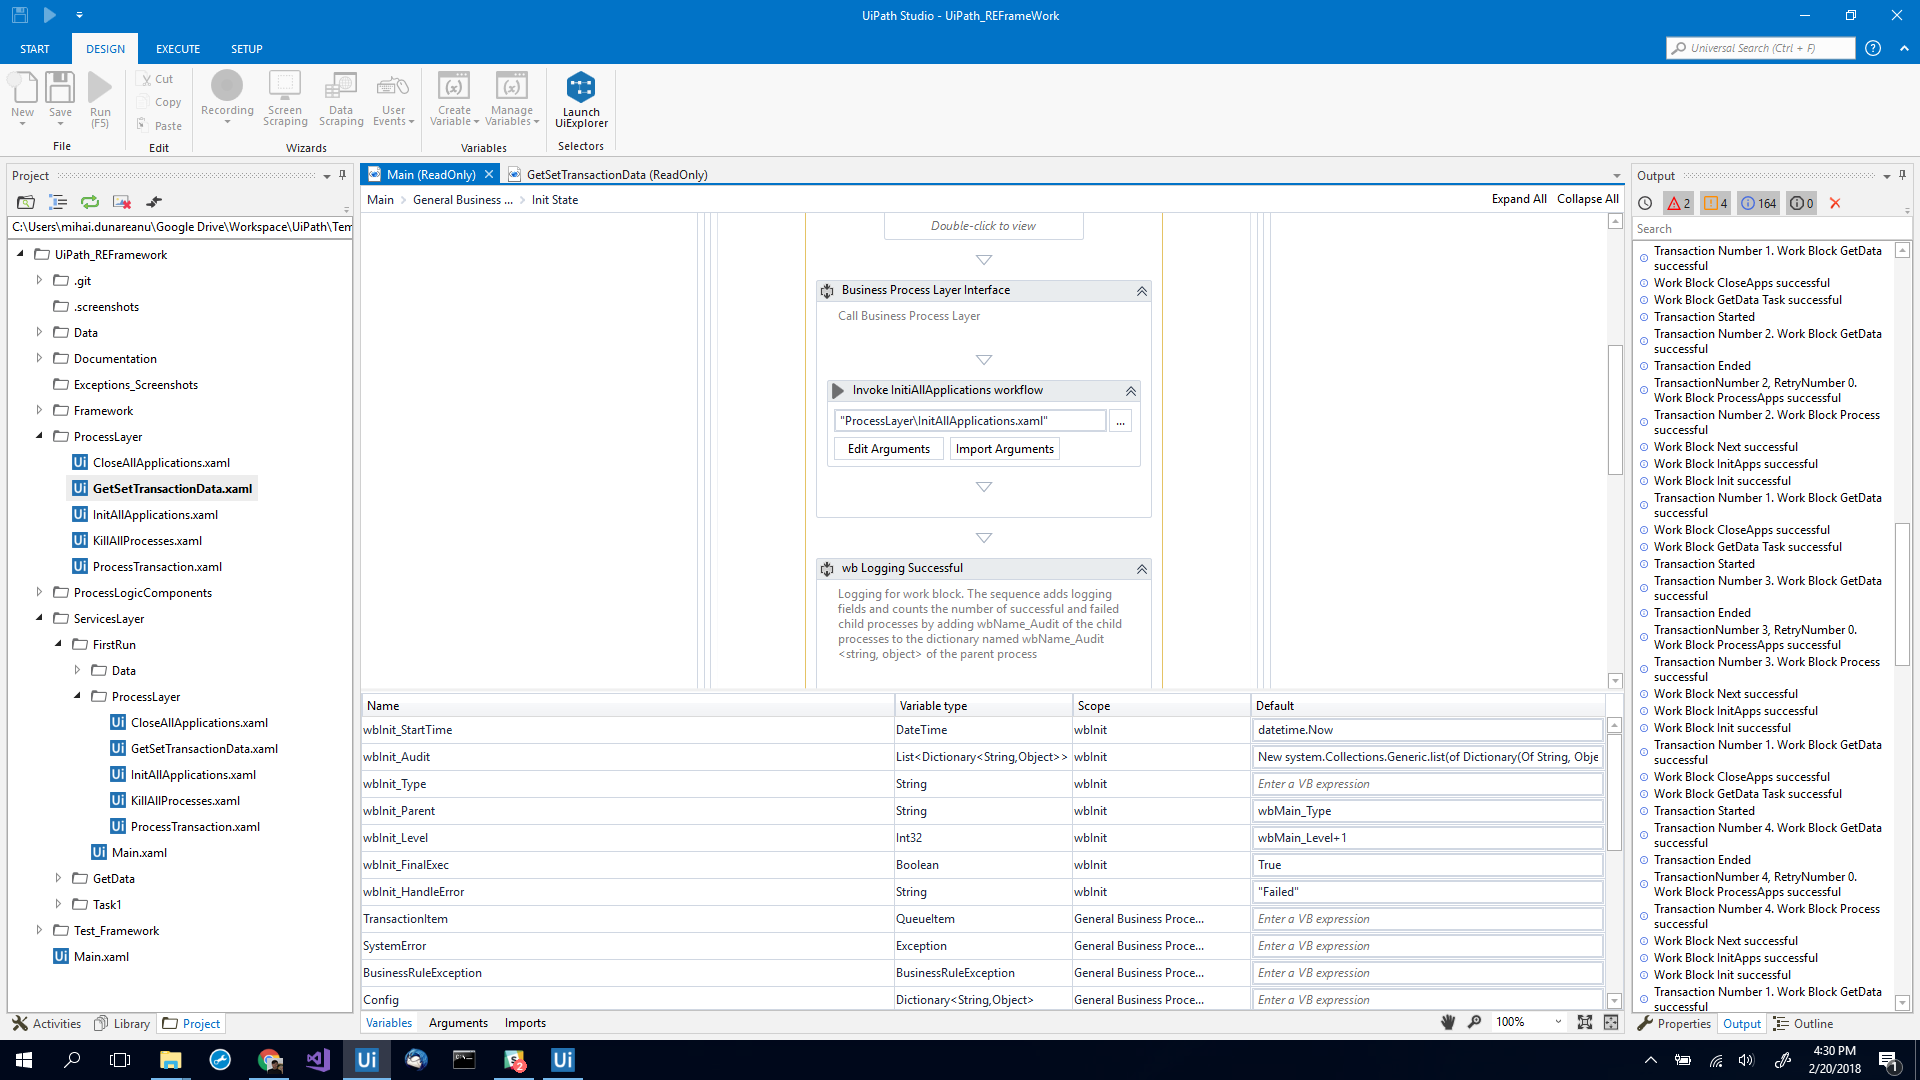 UiPath Studio - UiPath_REFrameWork
START
DESIGN
EXECUTE
SETUP
Universal Search (Ctrl + F)
New
Save
Run
(F5)
File
Cut
Copy
Paste
Edit
Recording
Screen
Scraping
Data
Scraping
User
Events
Wizards
Create
Variable
Manage
Variables
Variables
Launch
UiExplorer
Selectors
Project
C:\Users\mihai.dunareanu\Google Drive\Workspace\UiPath\Tem
UiPath_REFramework
.git
.screenshots
Data
Documentation
Exceptions_Screenshots
Framework
ProcessLayer
CloseAllApplications.xaml
GetSetTransactionData.xaml
InitAllApplications.xaml
KillAllProcesses.xaml
ProcessTransaction.xaml
ProcessLogicComponents
ServicesLayer
FirstRun
Data
ProcessLayer
CloseAllApplications.xaml
GetSetTransactionData.xaml
InitAllApplications.xaml
KillAllProcesses.xaml
ProcessTransaction.xaml
Main.xaml
GetData
Task1
Test_Framework
Main.xaml
Activities
Library
Project
Main (ReadOnly)
GetSetTransactionData (ReadOnly)
Main > General Business ... > Init State
Expand All
Collapse All
Double-click to view
Business Process Layer Interface
Call Business Process Layer
Invoke InitiAllApplications workflow
"ProcessLayer\InitAllApplications.xaml"
...
Edit Arguments
Import Arguments
wb Logging Successful
Logging for work block. The sequence adds logging
fields and counts the number of successful and failed
child processes by adding wbName_Audit of the child
processes to the dictionary named wbName_Audit
<string, object> of the parent process
Name Variable type Scope Default
wbInit_StartTime DateTime wbInit datetime.Now
wbInit_Audit List<Dictionary<String,Object>> wbInit New system.Collections.Generic.list(of Dictionary(Of String, Obje
wbInit_Type String wbInit Enter a VB expression
wbInit_Parent String wbInit wbMain_Type
wbInit_Level Int32 wbInit wbMain_Level+1
wbInit_FinalExec Boolean wbInit True
wbInit_HandleError String wbInit "Failed"
TransactionItem QueueItem General Business Proce... Enter a VB expression
SystemError Exception General Business Proce... Enter a VB expression
BusinessRuleException BusinessRuleException General Business Proce... Enter a VB expression
Config Dictionary<String,Object> General Business Proce... Enter a VB expression
Variables
Arguments
Imports
100%
Output
2
4
164
0
Search
Transaction Number 1. Work Block GetData
successful
Work Block CloseApps successful
Work Block GetData Task successful
Transaction Started
Transaction Number 2. Work Block GetData
successful
Transaction Ended
TransactionNumber 2, RetryNumber 0.
Work Block ProcessApps successful
Transaction Number 2. Work Block Process
successful
Work Block Next successful
Work Block InitApps successful
Work Block Init successful
Transaction Number 1. Work Block GetData
successful
Work Block CloseApps successful
Work Block GetData Task successful
Transaction Started
Transaction Number 3. Work Block GetData
successful
Transaction Ended
TransactionNumber 3, RetryNumber 0.
Work Block ProcessApps successful
Transaction Number 3. Work Block Process
successful
Work Block Next successful
Work Block InitApps successful
Work Block Init successful
Transaction Number 1. Work Block GetData
successful
Work Block CloseApps successful
Work Block GetData Task successful
Transaction Started
Transaction Number 4. Work Block GetData
successful
Transaction Ended
TransactionNumber 4, RetryNumber 0.
Work Block ProcessApps successful
Transaction Number 4. Work Block Process
successful
Work Block Next successful
Work Block InitApps successful
Work Block Init successful
Transaction Number 1. Work Block GetData
successful
Properties
Output
Outline
Ui
2
Ui
4:30 PM
2/20/2018
1